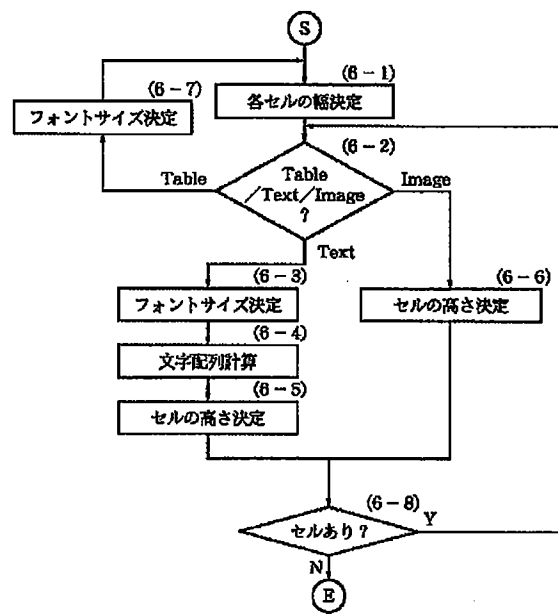 S
(6-1)
各セルの幅決定
(6-7)
フォントサイズ決定
(6-2)
Table
Table
/Text/Image
?
Image
Text
(6-3)
フォントサイズ決定
(6-6)
セルの高さ決定
(6-4)
文字配列計算
(6-5)
セルの高さ決定
(6-8)
セルあり?
Y
N
E